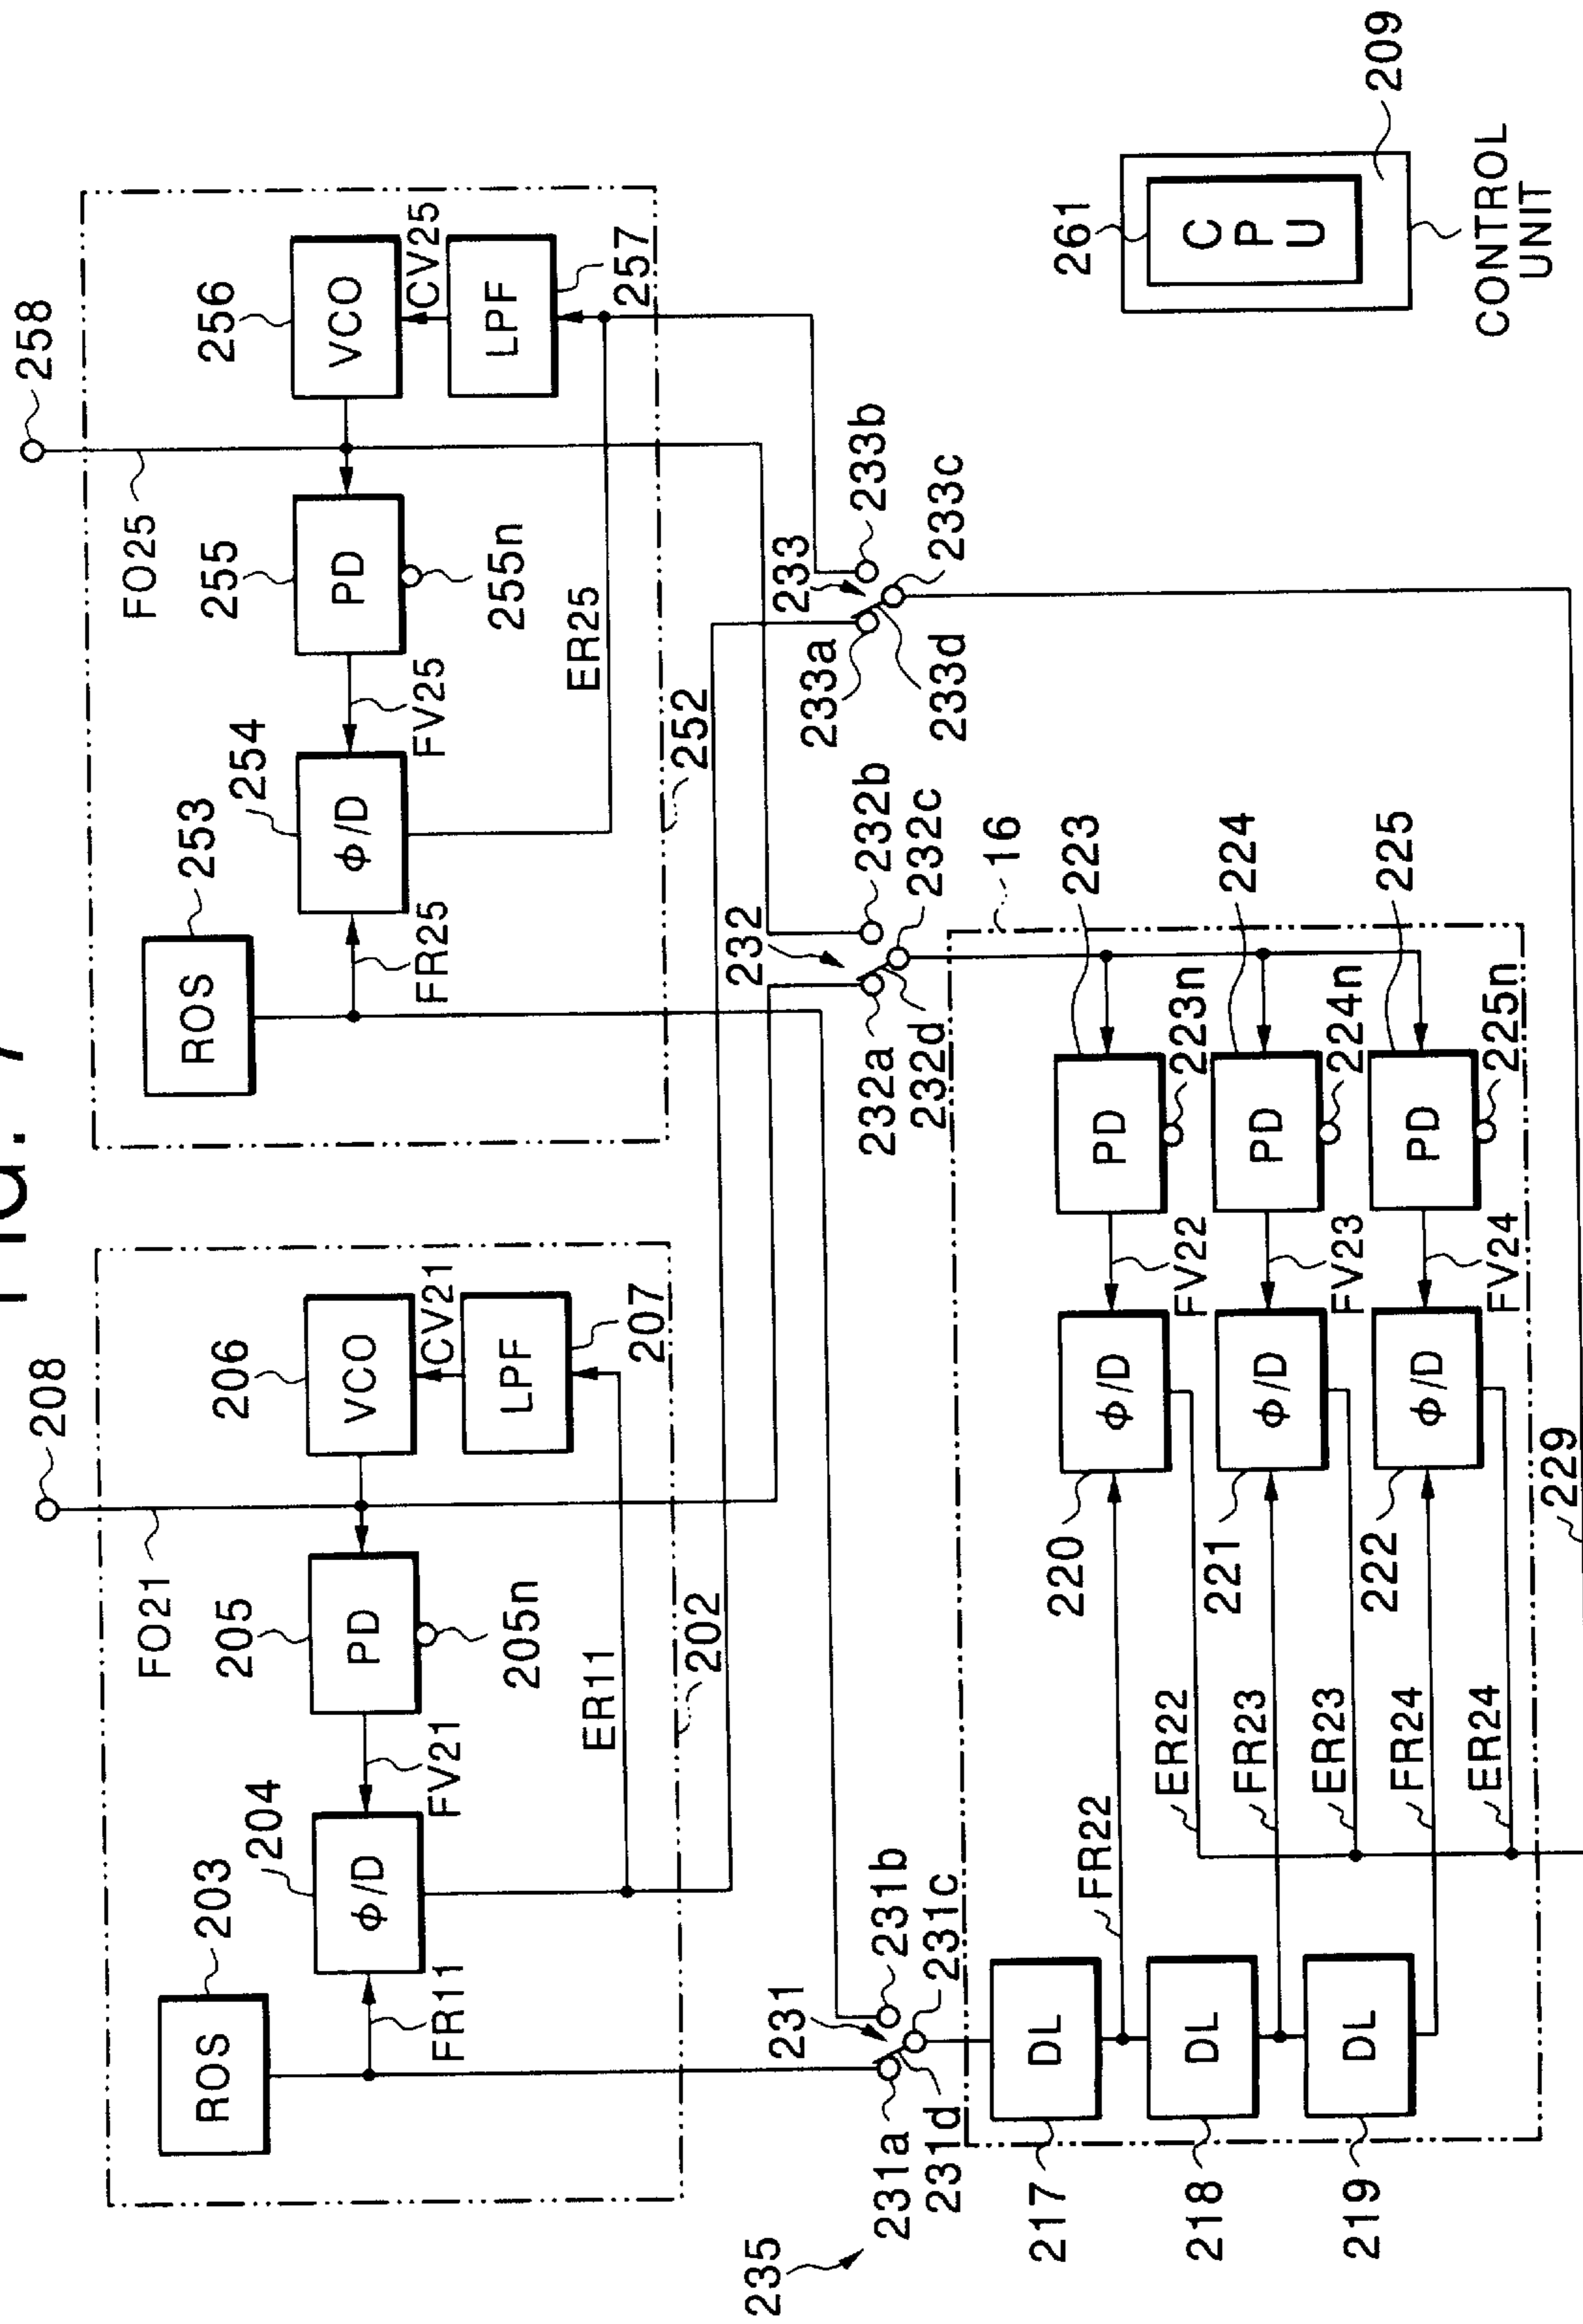 FIG. 7
208
258
FO21
206
VCO
CV21
205
PD
205n
LPF
207
FV21
204
φ/D
ER11
203
ROS
FR11
202
FO25
256
VCO
CV25
255
PD
255n
LPF
257
FV25
254
φ/D
ER25
253
ROS
FR25
252
235
231
231a
231b
231c
231d
232
232a
232b
232c
232d
233
233a
233b
233c
233d
16
217
DL
FR22
220
φ/D
FV22
PD
223
223n
ER22
218
DL
FR23
221
φ/D
FV23
PD
224
224n
ER23
219
DL
FR24
222
φ/D
FV24
PD
225
225n
ER24
229
261
CPU
209
CONTROL
UNIT